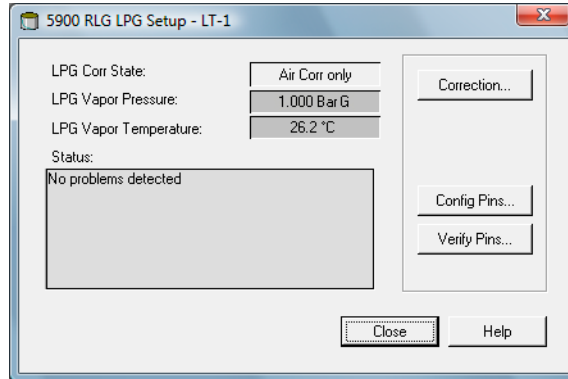 5900 RLG LPG Setup - LT-1
LPG Corr State: Air Corr only
LPG Vapor Pressure: 1.000 Bar G
LPG Vapor Temperature: 26.2 °C
Status:
No problems detected
Correction...
Config Pins...
Verify Pins...
Close Help